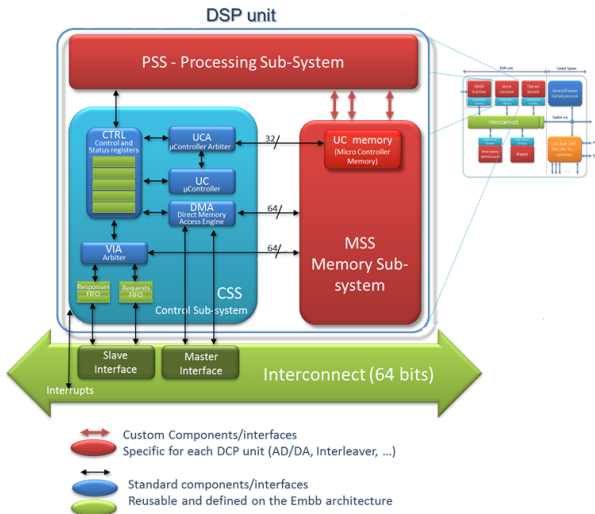 DSP unit
PSS - Processing Sub-System
CTRL
Control and
Status registers
UCA
µController Arbiter
32
UC memory
(Micro Controller
Memory)
UC
µController
DMA
Direct Memory
Access Engine
64
64
MSS
Memory Sub-
system
VIA
Arbiter
Responses
FIFO
Requests
FIFO
CSS
Control Sub-system
Slave
Interface
Master
Interface
Interconnect (64 bits)
Interrupts
Interconnect
Custom Components/interfaces
Specific for each DCP unit (AD/DA, Interleaver, ...)
Standard components/interfaces
Reusable and defined on the Embb architecture